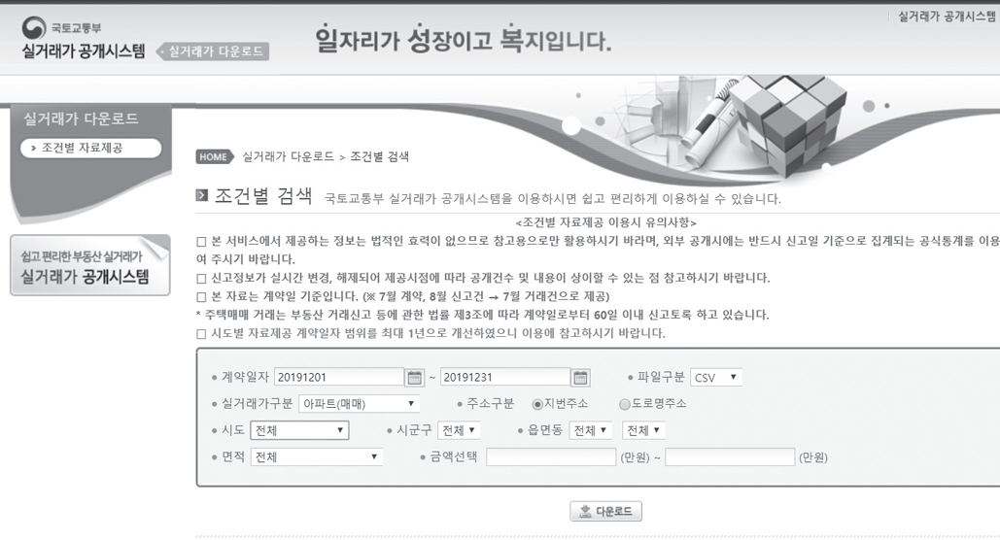 실거래가 공개시스템
국토교통부
실거래가 공개시스템
실거래가 다운로드
일자리가 성장이고 복지입니다.
실거래가 다운로드
» 조건별 자료제공
쉽고 편리한 부동산 실거래가
실거래가 공개시스템
HOME 실거래가 다운로드 > 조건별 검색
조건별 검색 국토교통부 실거래가 공개시스템을 이용하시면 쉽고 편리하게 이용하실 수 있습니다.
<조건별 자료제공 이용시 유의사항>
□ 본 서비스에서 제공하는 정보는 법적인 효력이 없으므로 참고용으로만 활용하시기 바라며, 외부 공개시에는 반드시 신고일 기준으로 집계되는 공식통계를 이용
여 주시기 바랍니다.
□ 신고정보가 실시간 변경, 해제되어 제공시점에 따라 공개건수 및 내용이 상이할 수 있는 점 참고하시기 바랍니다.
□ 본 자료는 계약일 기준입니다. (※ 7월 계약, 8월 신고건 → 7월 거래건으로 제공)
* 주택매매 거래는 부동산 거래신고 등에 관한 법률 제3조에 따라 계약일로부터 60일 이내 신고토록 하고 있습니다.
□ 시도별 자료제공 계약일자 범위를 최대 1년으로 개선하였으니 이용에 참고하시기 바랍니다.
계약일자 20191201 ~ 20191231 파일구분 CSV
실거래가구분 아파트(매매) 주소구분 지번주소 도로명주소
시도 전체 시군구 전체 읍면동 전체 전체
면적 전체 금액선택 (만원) ~ (만원)
다운로드